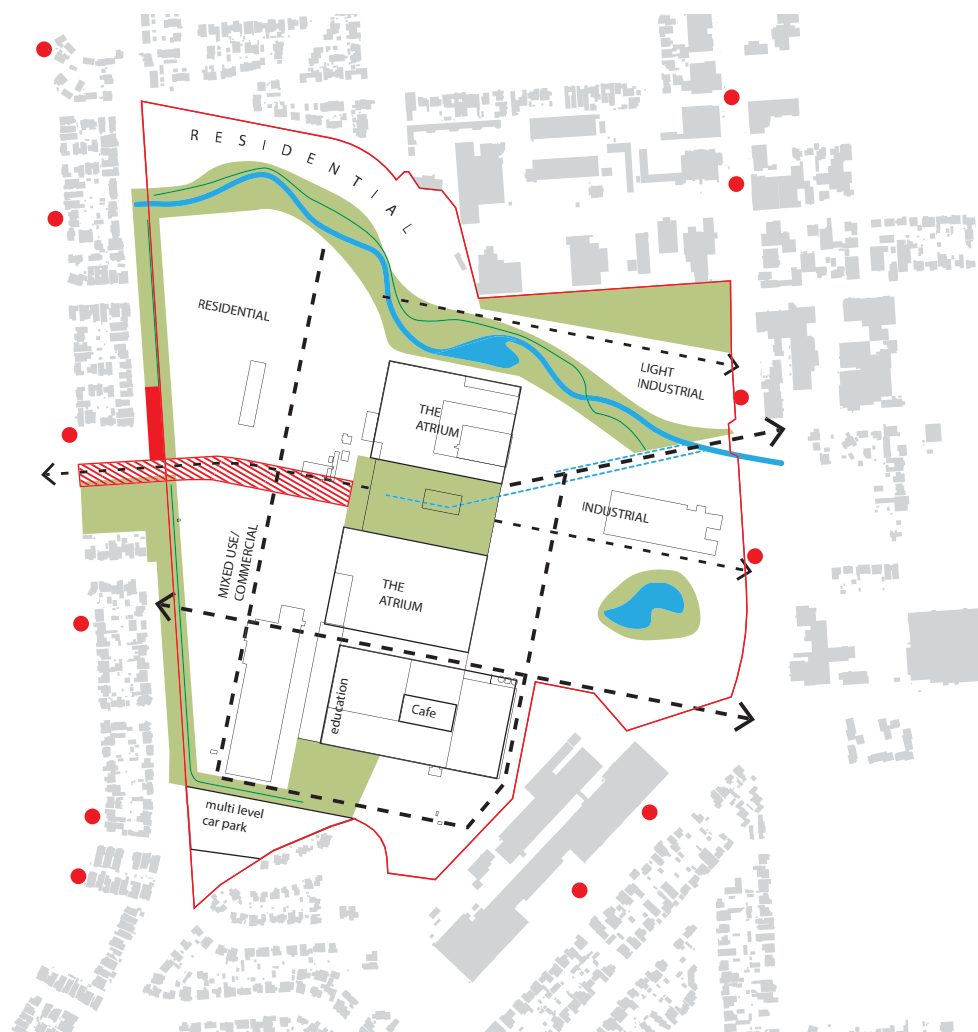 RESIDENTIAL
RESIDENTIAL
LIGHT
INDUSTRIAL
THE
ATRIUM
INDUSTRIAL
MIXED USE/
COMMERCIAL
THE
ATRIUM
education
Cafe
multi level
car park